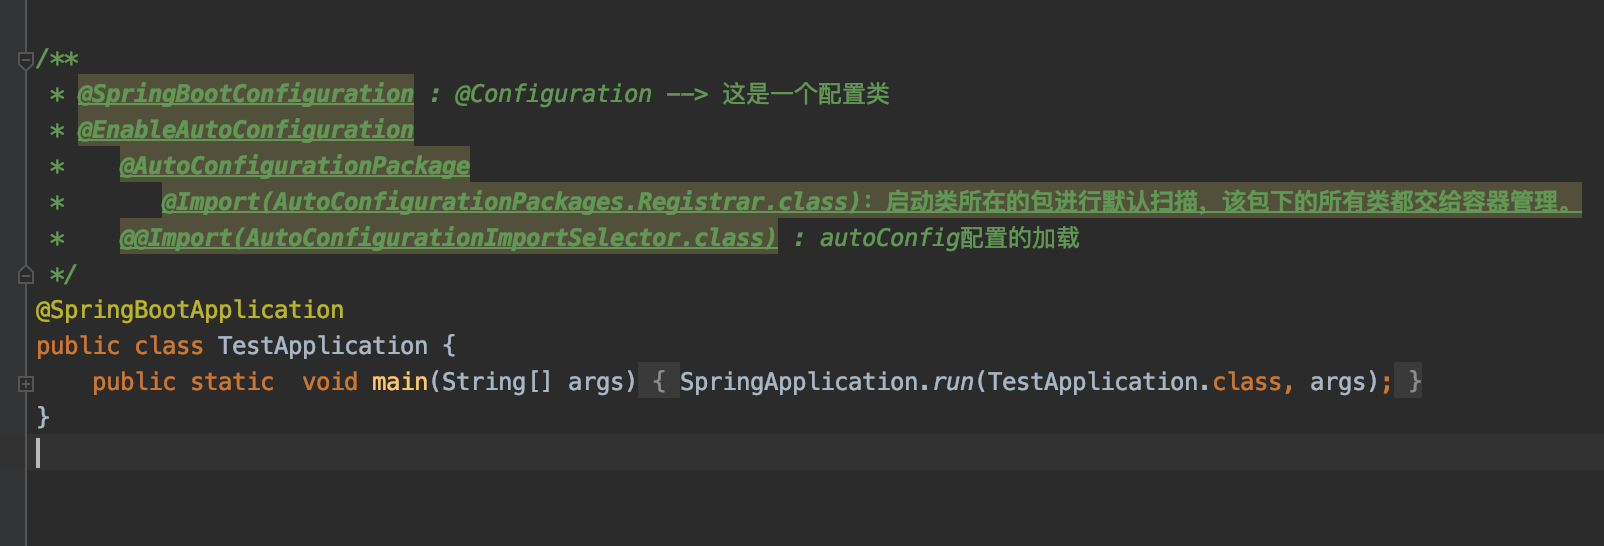 /**
 * @SpringBootConfiguration : @Configuration --> 这是一个配置类
 * @EnableAutoConfiguration
 *    @AutoConfigurationPackage
 *       @Import(AutoConfigurationPackages.Registrar.class): 启动类所在的包进行默认扫描，该包下的所有类都交给容器管理。
 *    @@Import(AutoConfigurationImportSelector.class) : autoConfig配置的加载
 */
@SpringBootApplication
public class TestApplication {
    public static  void main(String[] args) { SpringApplication.run(TestApplication.class, args); }
}